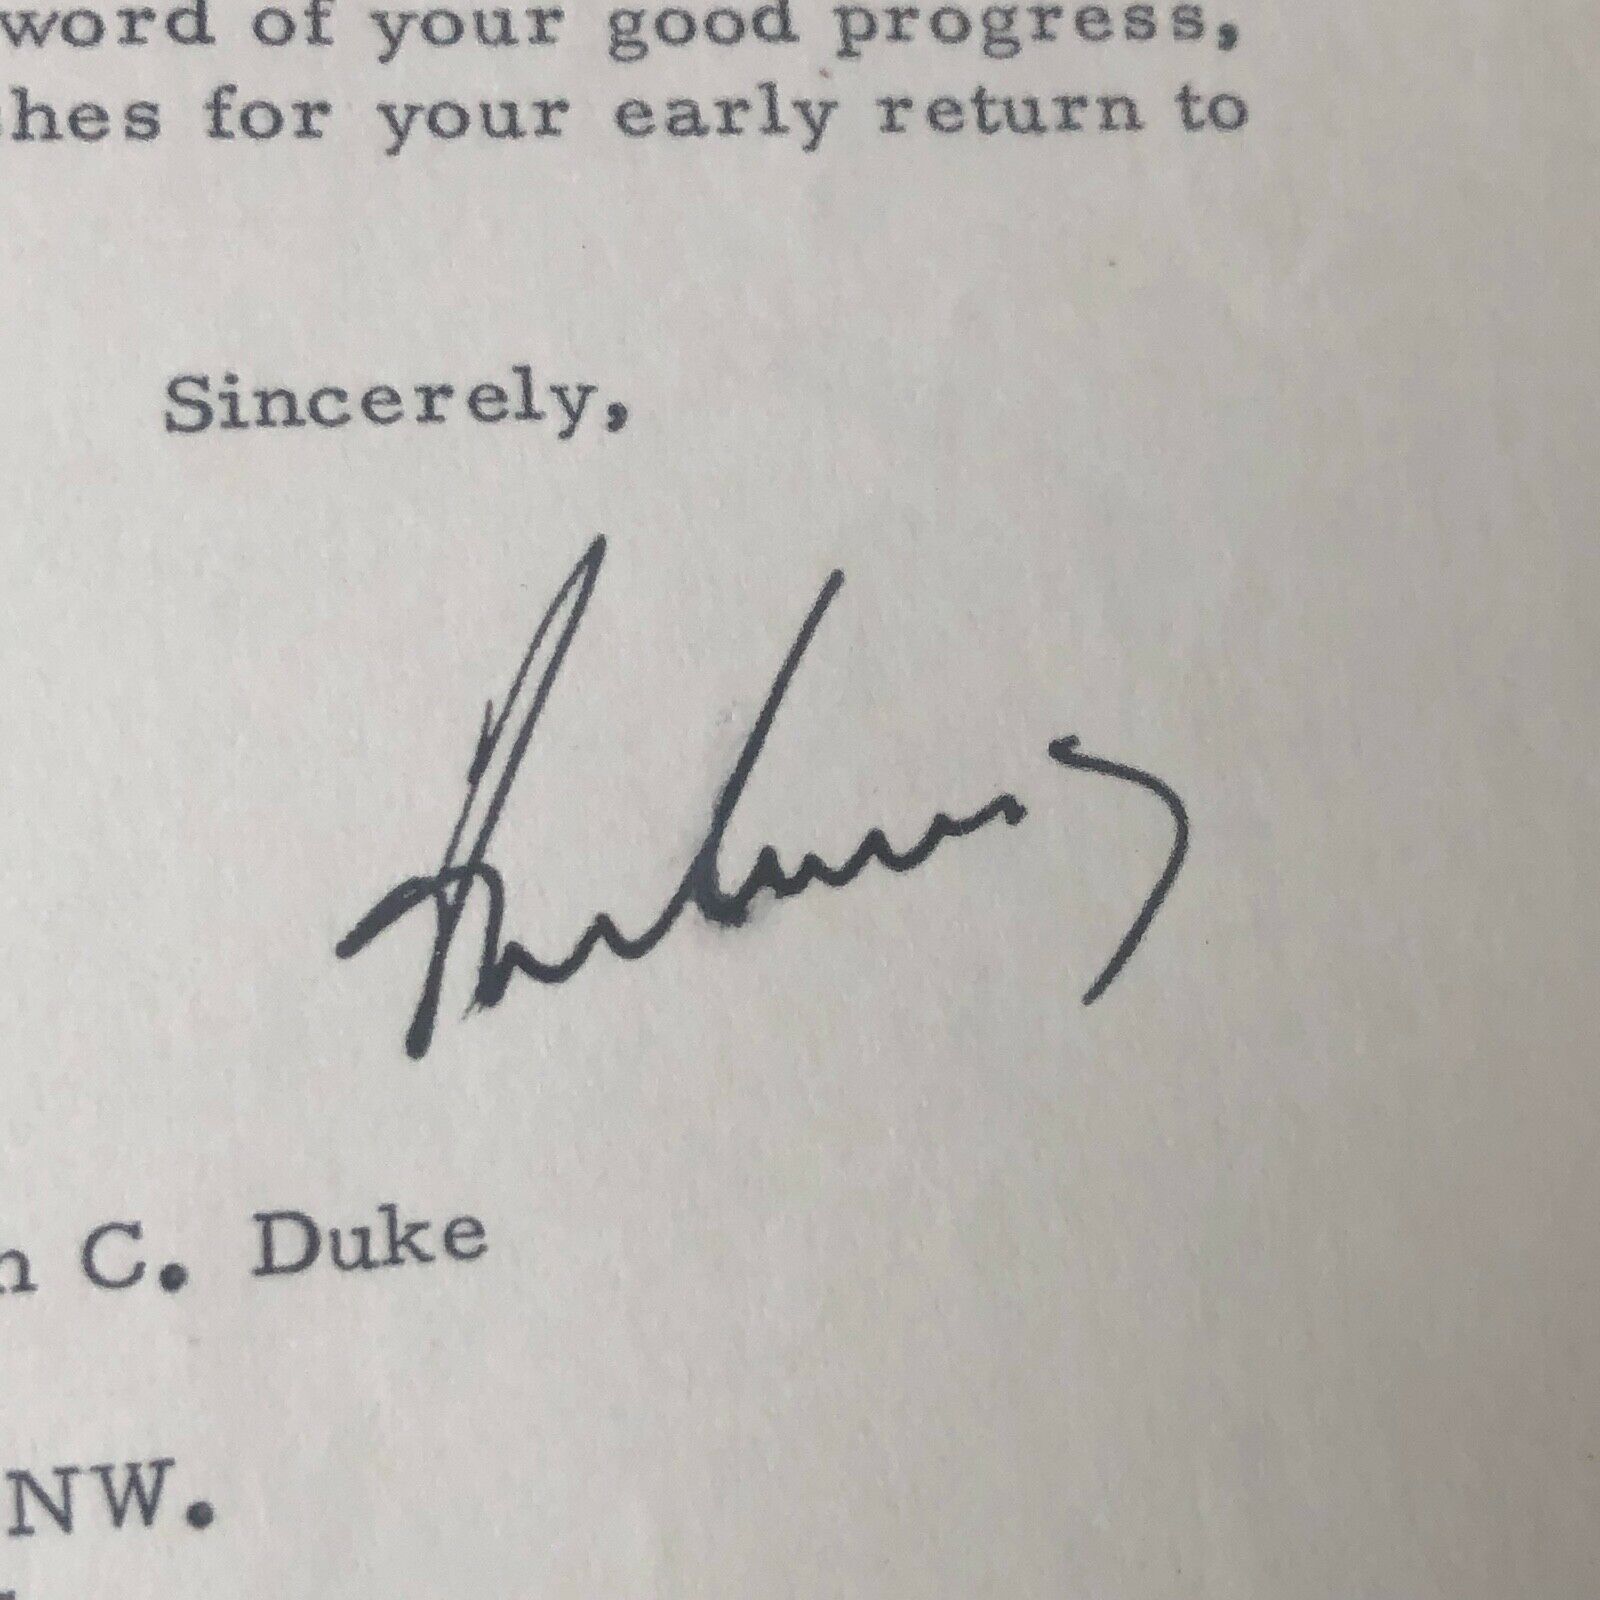 word of your good progress,
hes for your early return to
Sincerely,
C. Duke
NW.